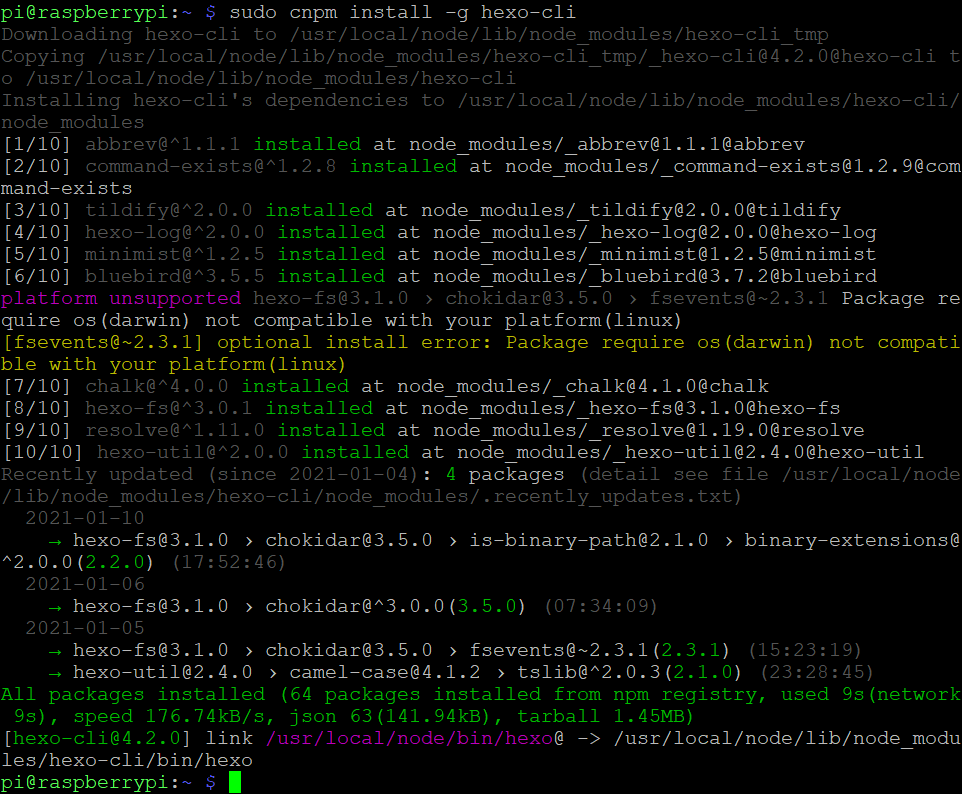 pi@raspberrypi:~ $ sudo cnpm install -g hexo-cli
Downloading hexo-cli to /usr/local/node/lib/node_modules/hexo-cli_tmp
Copying /usr/local/node/lib/node_modules/hexo-cli_tmp/_hexo-cli@4.2.0@hexo-cli t
o /usr/local/node/lib/node_modules/hexo-cli
Installing hexo-cli's dependencies to /usr/local/node/lib/node_modules/hexo-cli/
node_modules
[1/10] abbrev@^1.1.1 installed at node_modules/_abbrev@1.1.1@abbrev
[2/10] command-exists@^1.2.8 installed at node_modules/_command-exists@1.2.9@com
mand-exists
[3/10] tildify@^2.0.0 installed at node_modules/_tildify@2.0.0@tildify
[4/10] hexo-log@^2.0.0 installed at node_modules/_hexo-log@2.0.0@hexo-log
[5/10] minimist@^1.2.5 installed at node_modules/_minimist@1.2.5@minimist
[6/10] bluebird@^3.5.5 installed at node_modules/_bluebird@3.7.2@bluebird
platform unsupported hexo-fs@3.1.0 › chokidar@3.5.0 › fsevents@~2.3.1 Package re
quire os(darwin) not compatible with your platform(linux)
[fsevents@~2.3.1] optional install error: Package require os(darwin) not compati
ble with your platform(linux)
[7/10] chalk@^4.0.0 installed at node_modules/_chalk@4.1.0@chalk
[8/10] hexo-fs@^3.0.1 installed at node_modules/_hexo-fs@3.1.0@hexo-fs
[9/10] resolve@^1.11.0 installed at node_modules/_resolve@1.19.0@resolve
[10/10] hexo-util@^2.0.0 installed at node_modules/_hexo-util@2.4.0@hexo-util
Recently updated (since 2021-01-04): 4 packages (detail see file /usr/local/node
/lib/node_modules/hexo-cli/node_modules/.recently_updates.txt)
  2021-01-10
    → hexo-fs@3.1.0 › chokidar@3.5.0 › is-binary-path@2.1.0 › binary-extensions@
^2.0.0(2.2.0) (17:52:46)
  2021-01-06
    → hexo-fs@3.1.0 › chokidar@^3.0.0(3.5.0) (07:34:09)
  2021-01-05
    → hexo-fs@3.1.0 › chokidar@3.5.0 › fsevents@~2.3.1(2.3.1) (15:23:19)
    → hexo-util@2.4.0 › camel-case@4.1.2 › tslib@^2.0.3(2.1.0) (23:28:45)
All packages installed (64 packages installed from npm registry, used 9s(network
 9s), speed 176.74kB/s, json 63(141.94kB), tarball 1.45MB)
[hexo-cli@4.2.0] link /usr/local/node/bin/hexo@ -> /usr/local/node/lib/node_modu
les/hexo-cli/bin/hexo
pi@raspberrypi:~ $